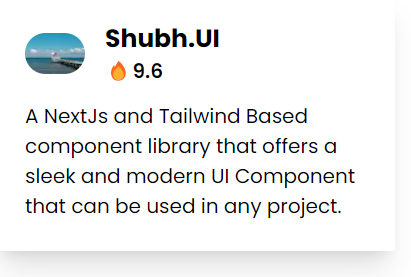 Shubh.UI
🔥 9.6
A NextJs and Tailwind Based
component library that offers a
sleek and modern UI Component
that can be used in any project.